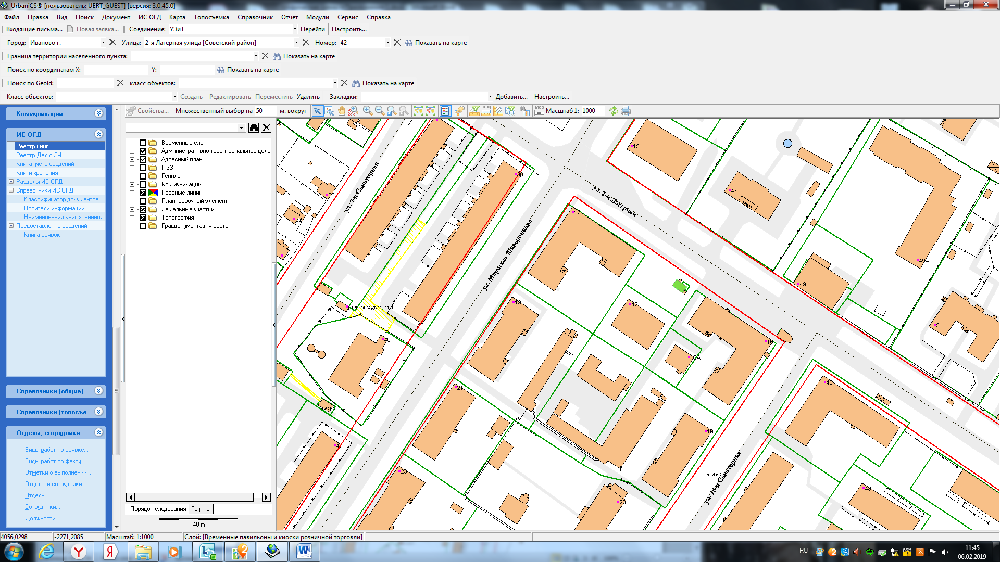 UrbaniCS® [пользователь: UERT_GUEST] [версия: 3.0.45.0]
Файл Правка Вид Поиск Документ ИС ОГД Карта Топосъемка Справочник Отчет Модули Сервис Справка
Входящие письма... Новая заявка... Соединение: УЭиТ Перейти Настроить...
Город: Иваново г. Улица: 2-я Лагерная улица [Советский район] Номер: 42 Показать на карте
Граница территории населенного пункта: Показать на карте
Поиск по координатам X: Y: Показать на карте
Поиск по GeoId: класс объектов: Показать на карте
Класс объектов: Создать Редактировать Переместить Удалить Закладки: Добавить... Настроить...
Свойства... Множественный выбор на 50 м. вокруг 1:100 Масштаб 1: 1000
Коммуникации
ИС ОГД
Реестр книг
Реестр Дел о ЗУ
Книга учета сведений
Книги хранения
Разделы ИС ОГД
Справочники ИС ОГД
Классификатор документов
Носители информации
Наименования книг хранения
Предоставление сведений
Книга заявок
Справочники (общие)
Справочники (топосъе...
Отделы, сотрудники
Виды работ по заявке...
Виды работ по факту...
Отметки о выполнении...
Отделы и сотрудники...
Отделы...
Сотрудники...
Должности...
Временные слои
Административно-территориальное деле
Адресный план
ПЗЗ
Генплан
Коммуникации
Красные линии
Планировочный элемент
Земельные участки
Топография
Граддокументация растр
Порядок следования Группы
40 m
15
38
ул. 7-я Санаторная
30
47
ул. 2-я Лагерная
17
32
34
49А
ул. Маршала Жаворонкова
49
19
42
рядом с домом 40
51
40
16
16А
21
46
мус
18
42
23
мус
ул. 10-я Санаторная
48
20
4056,0298 -2271,2085 Масштаб: 1:1000 Слой: [Временные павильоны и киоски розничной торговли]
RU
11:45
06.02.2019